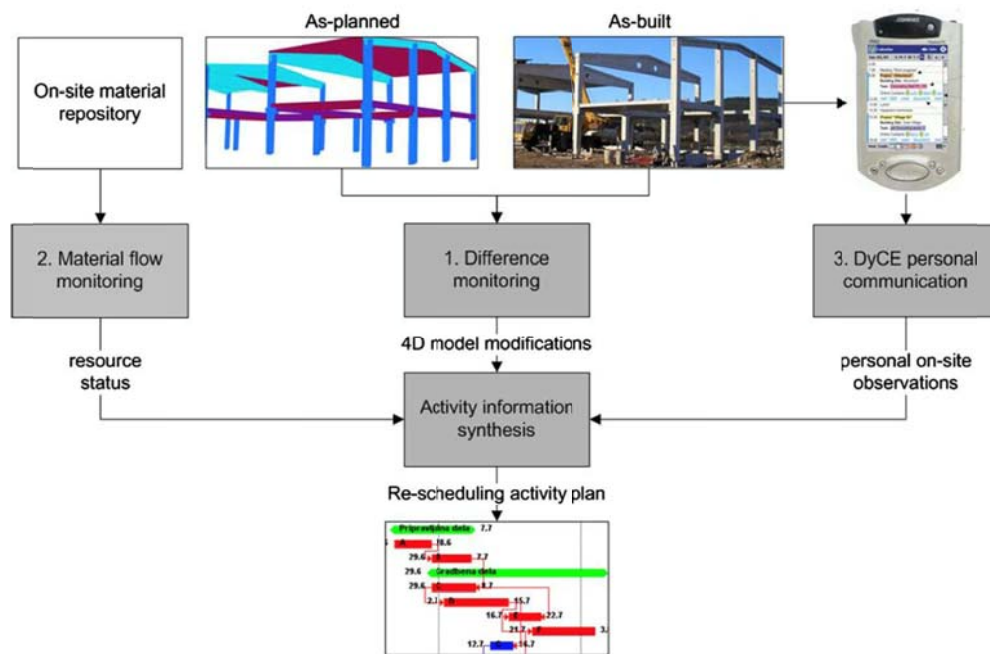 As-planned
As-built
On-site material
repository
2. Material flow
monitoring
1. Difference
monitoring
3. DyCE personal
communication
resource
status
4D model modifications
personal on-site
observations
Activity information
synthesis
Re-scheduling activity plan
Pripravljalna dela 7.7
A 28.6
29.6 7.7
29.6 Gradbena dela
29.6 C 8.7
2.7 15.7
16.7 22.7
21.7 F 3.
12.7 G 14.7